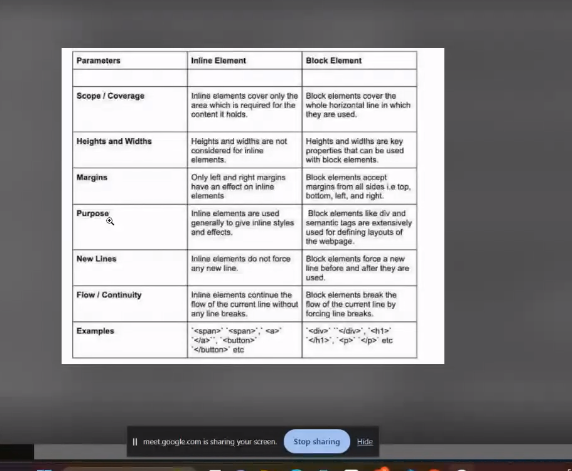 Parameters Inline Element Block Element
Scope / Coverage Inline elements cover only the Block elements cover the
area which is required for the whole horizontal line in which
content it holds. they are used.
Heights and Widths Heights and widths are not Heights and widths are key
considered for inline properties that can be used
elements. with block elements.
Margins Only left and right margins Block elements accept
have an effect on inline margins from all sides i.e top,
elements bottom, left, and right.
Purpose Inline elements are used Block elements like div and
generally to give inline styles semantic tags are extensively
and effects. used for defining layouts of
the webpage.
New Lines Inline elements do not force Block elements force a new
any new line. line before and after they are
used.
Flow / Continuity Inline elements continue the Block elements break the
flow of the current line without flow of the current line by
any line breaks. forcing line breaks.
Examples `<span>` `<span>`,` <a>` `<div>` ``</div>`, `<h1>`
`</a>``, `<button>` `</h1>`, `<p>` `</p>` etc
`</button>` etc
meet.google.com is sharing your screen. Stop sharing Hide